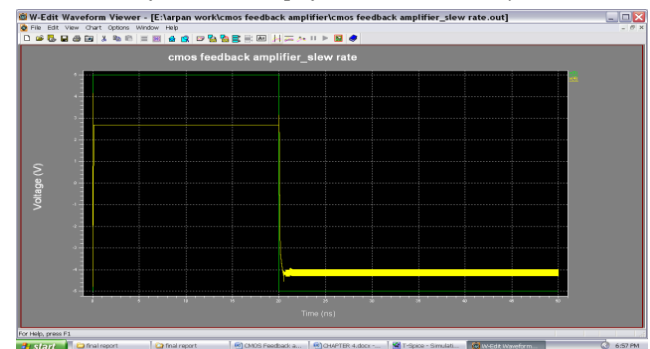 W-Edit Waveform Viewer - [E:\arpan work\cmos feedback amplifier\cmos feedback amplifier_slew rate.out]
File Edit View Chart Options Window Help
cmos feedback amplifier_slew rate
Voltage (V)
Time (ns)
For Help, press F1
start
final report
final report
CMOS Feedback a...
CHAPTER 4.docx -...
T-Spice - Simulati...
W-Edit Waveform...
6:57 PM